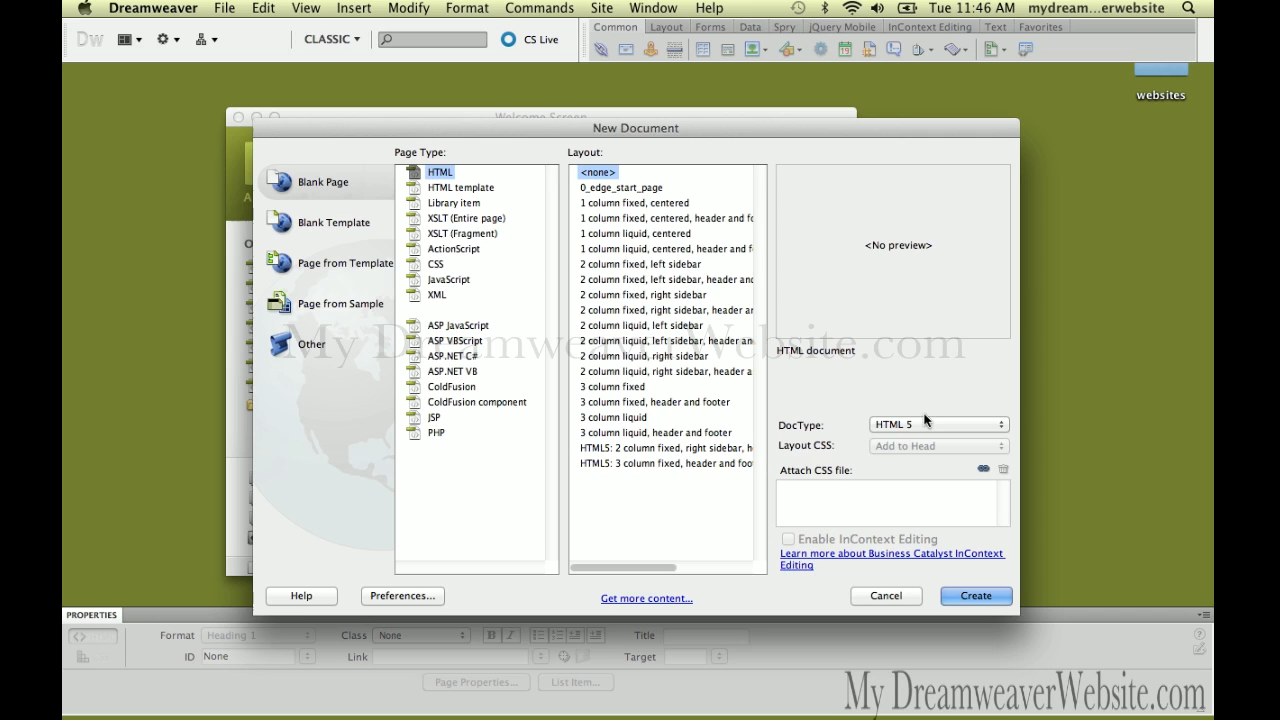 Dreamweaver File Edit View Insert Modify Format Commands Site Window Help Tue 11:46 AM mydream...erwebsite
Dw CLASSIC CS Live
Common Layout Forms Data Spry jQuery Mobile InContext Editing Text Favorites
websites
Welcome Screen
New Document
Page Type:
Layout:
Blank Page
Blank Template
Page from Template
Page from Sample
Other
HTML
HTML template
Library item
XSLT (Entire page)
XSLT (Fragment)
ActionScript
CSS
JavaScript
XML
ASP JavaScript
ASP VBScript
ASP.NET C#
ASP.NET VB
ColdFusion
ColdFusion component
JSP
PHP
<none>
0_edge_start_page
1 column fixed, centered
1 column fixed, centered, header and fo
1 column liquid, centered
1 column liquid, centered, header and f
2 column fixed, left sidebar
2 column fixed, left sidebar, header and
2 column fixed, right sidebar
2 column fixed, right sidebar, header a
2 column liquid, left sidebar
2 column liquid, left sidebar, header an
2 column liquid, right sidebar
2 column liquid, right sidebar, header a
3 column fixed
3 column fixed, header and footer
3 column liquid
3 column liquid, header and footer
HTML5: 2 column fixed, right sidebar, h
HTML5: 3 column fixed, header and foo
<No preview>
My DreamweaverWebsite.com
HTML document
DocType: HTML 5
Layout CSS: Add to Head
Attach CSS file:
Enable InContext Editing
Learn more about Business Catalyst InContext
Editing
Help Preferences... Get more content... Cancel Create
PROPERTIES
Format Heading 1 Class None B I Title
ID None Link Target
Page Properties... List Item...
My DreamweaverWebsite.com